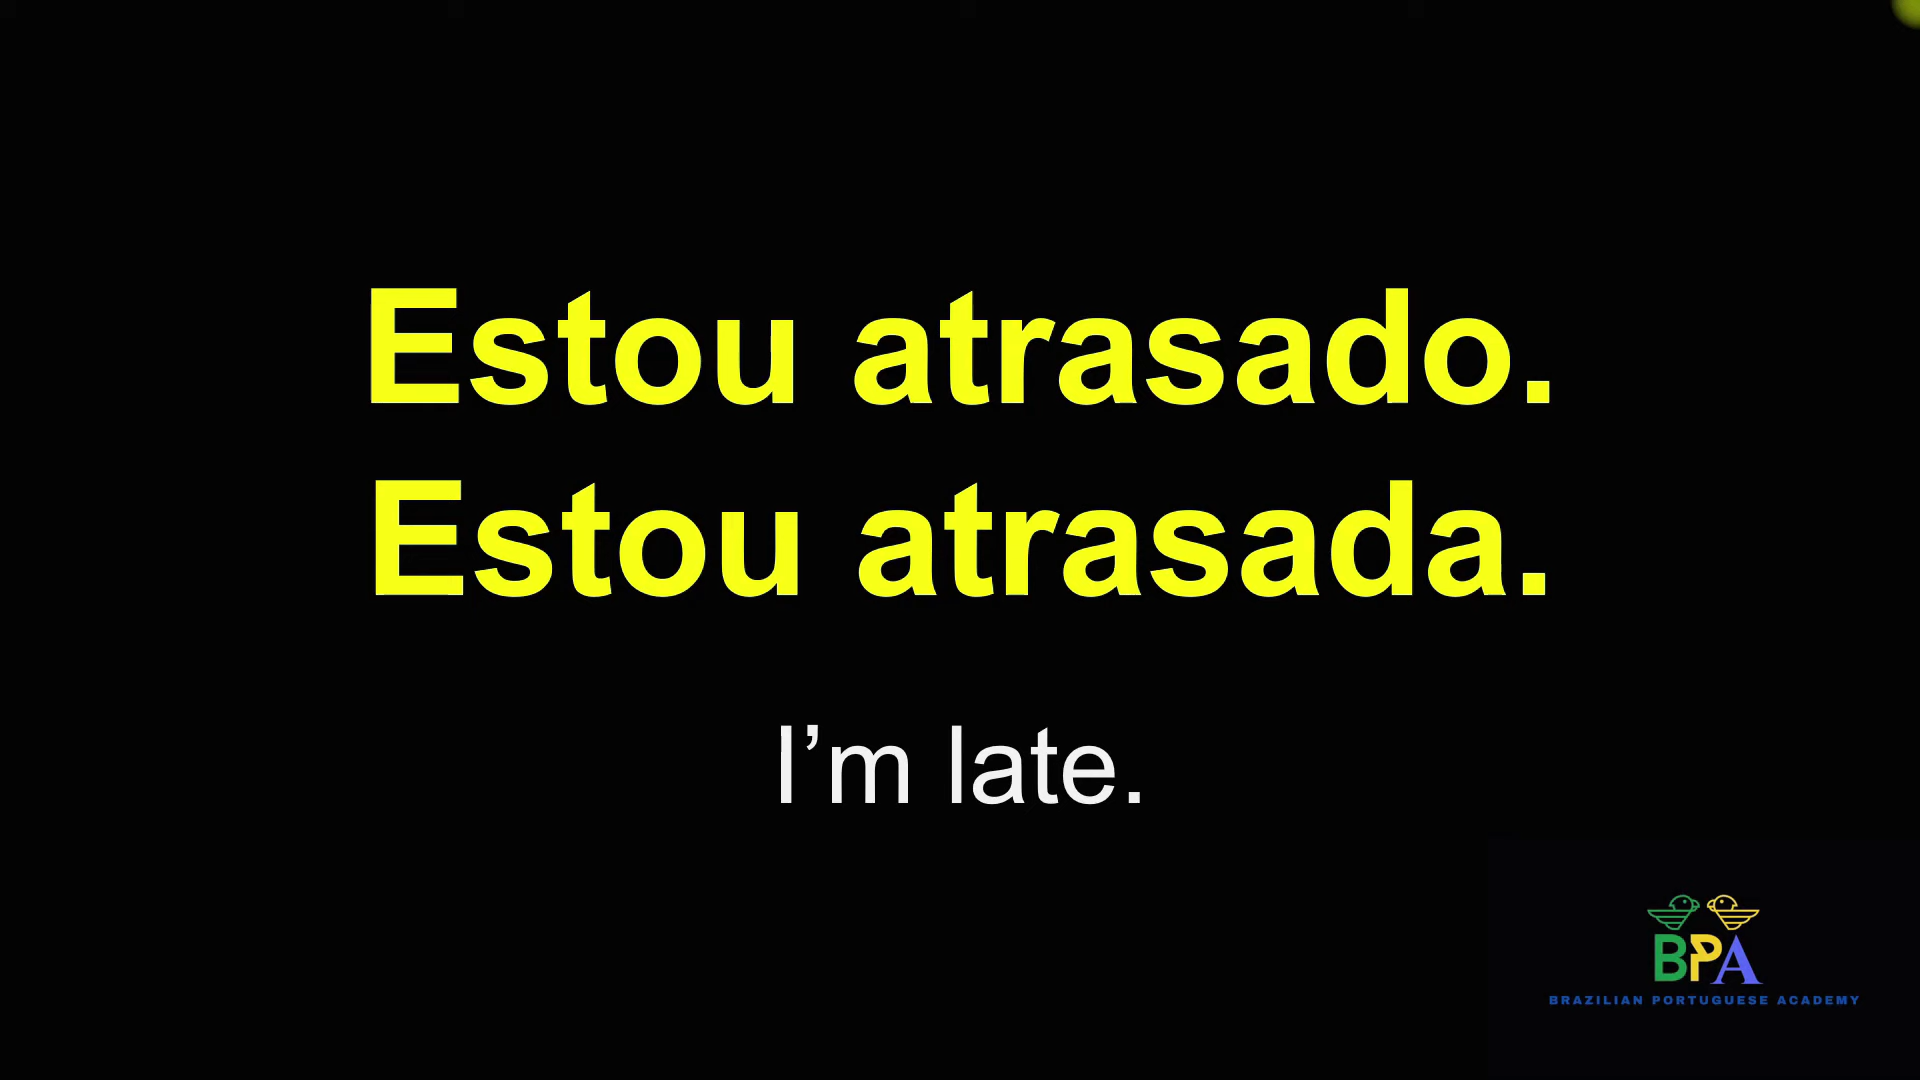 Estou atrasado.
Estou atrasada.
I’m late.
BPA
BRAZILIAN PORTUGUESE ACADEMY